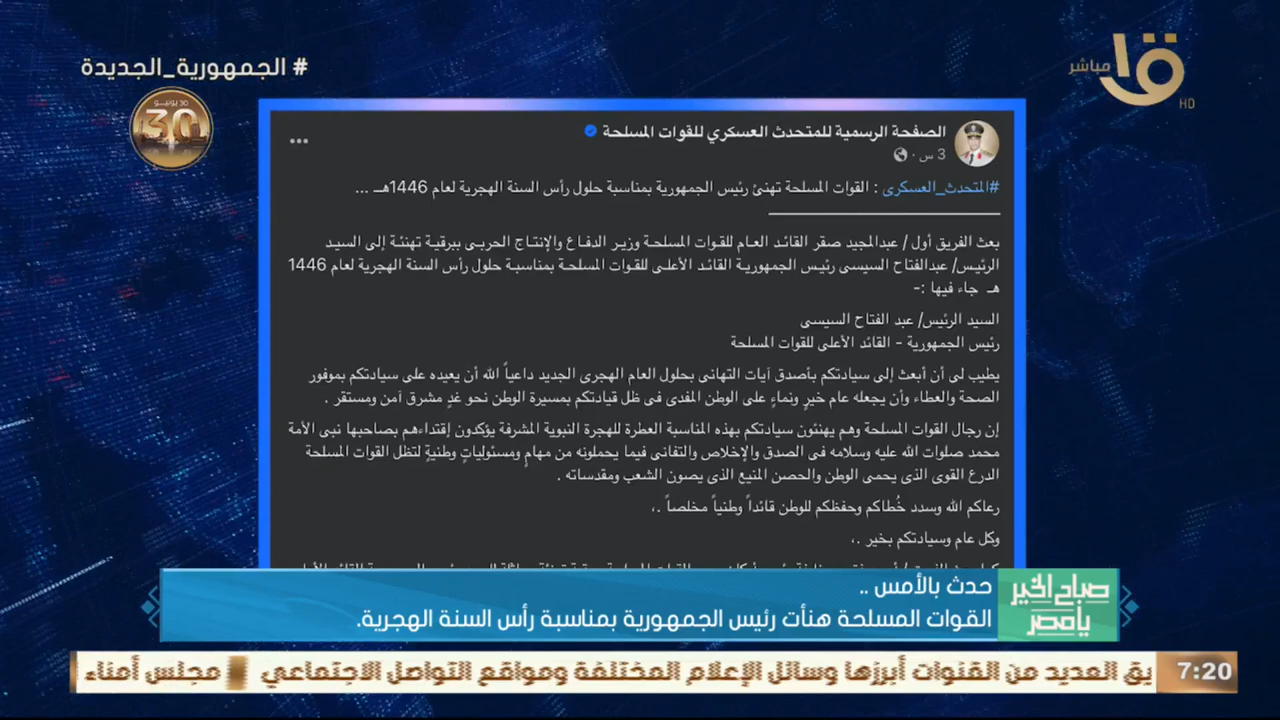 # الجمهورية_الجديدة
مباشر
HD
30 يونيو
30
الصفحة الرسمية للمتحدث العسكري للقوات المسلحة
3 س ·
#المتحدث_العسكرى : القوات المسلحة تهنئ رئيس الجمهورية بمناسبة حلول رأس السنة الهجرية لعام 1446هـ ...
بعث الفريق أول / عبدالمجيد صقر القائد العام للقوات المسلحة وزير الدفاع والإنتاج الحربى ببرقية تهنئة إلى السيد
الرئيس/ عبدالفتاح السيسى رئيس الجمهورية القائد الأعلى للقوات المسلحة بمناسبة حلول رأس السنة الهجرية لعام 1446
هـ جاء فيها :-
السيد الرئيس/ عبد الفتاح السيسى
رئيس الجمهورية - القائد الأعلى للقوات المسلحة
يطيب لى أن أبعث إلى سيادتكم بأصدق آيات التهانى بحلول العام الهجرى الجديد داعياً الله أن يعيده على سيادتكم بموفور
الصحة والعطاء وأن يجعله عام خيرٍ ونماءٍ على الوطن المفدى فى ظل قيادتكم بمسيرة الوطن نحو غدٍ مشرق آمن ومستقر .
إن رجال القوات المسلحة وهم يهنئون سيادتكم بهذه المناسبة العطرة للهجرة النبوية المشرفة يؤكدون إقتداءهم بصاحبها نبى الأمة
محمد صلوات الله عليه وسلامه فى الصدق والإخلاص والتفانى فيما يحملونه من مهامٍ ومسئولياتٍ وطنيةٍ لتظل القوات المسلحة
الدرع القوى الذى يحمى الوطن والحصن المنيع الذى يصون الشعب ومقدساته .
رعاكم الله وسدد خُطاكم وحفظكم للوطن قائداً وطنياً مخلصاً .،
وكل عام وسيادتكم بخير .،
صباح الخير يا مصر
حدث بالأمس ..
القوات المسلحة هنأت رئيس الجمهورية بمناسبة رأس السنة الهجرية.
7:20
يق العديد من القنوات أبرزها وسائل الإعلام المختلفة ومواقع التواصل الاجتماعي
مجلس أمناء